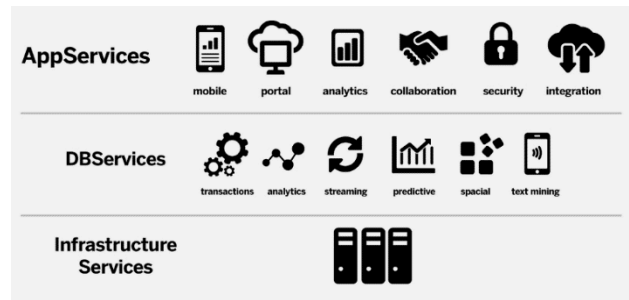 AppServices
mobile portal analytics collaboration security integration
DBServices
transactions analytics streaming predictive spacial text mining
Infrastructure
Services